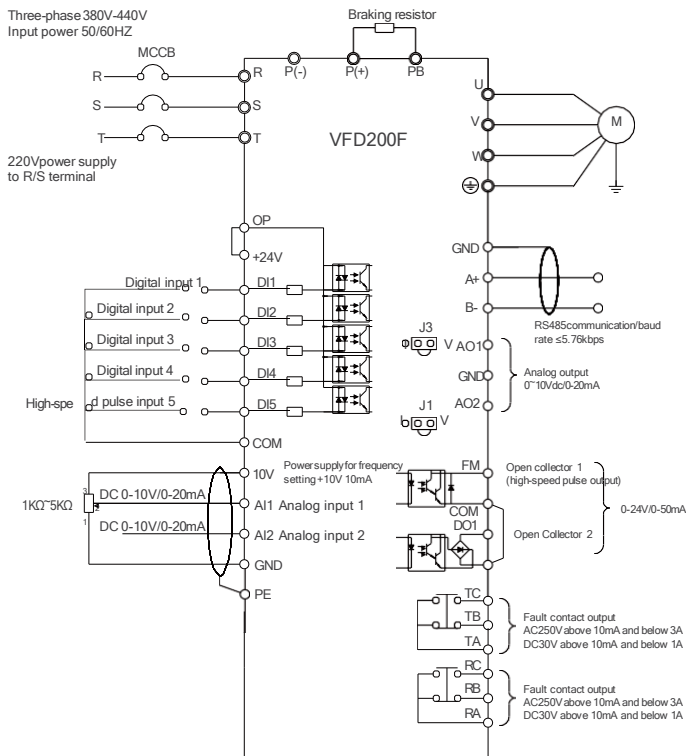 Three-phase 380V-440V
Input power 50/60HZ
MCCB
R
S
T
220Vpower supply
to R/S terminal
Braking resistor
R
P(-)
P(+)
PB
S
T
VFD200F
U
V
W
M
OP
+24V
Digital input 1
DI1
Digital input 2
DI2
Digital input 3
DI3
Digital input 4
DI4
High-spe d pulse input 5
DI5
COM
GND
A+
B-
RS485communication/baud
rate ≤5.76kbps
J3
V
AO1
GND
AO2
Analog output
0~10Vdc/0-20mA
J1
V
10V
Power supply for frequency
setting+10V 10mA
3
1KΩ~5KΩ
1
DC 0-10V/0-20mA
AI1 Analog input 1
DC 0-10V/0-20mA
AI2 Analog input 2
GND
PE
FM
Open collector 1
(high-speed pulse output)
COM
DO1
Open Collector 2
0-24V/0-50mA
TC
TB
TA
Fault contact output
AC250V above 10mA and below 3A
DC30V above 10mA and below 1A
RC
RB
RA
Fault contact output
AC250V above 10mA and below 3A
DC30V above 10mA and below 1A